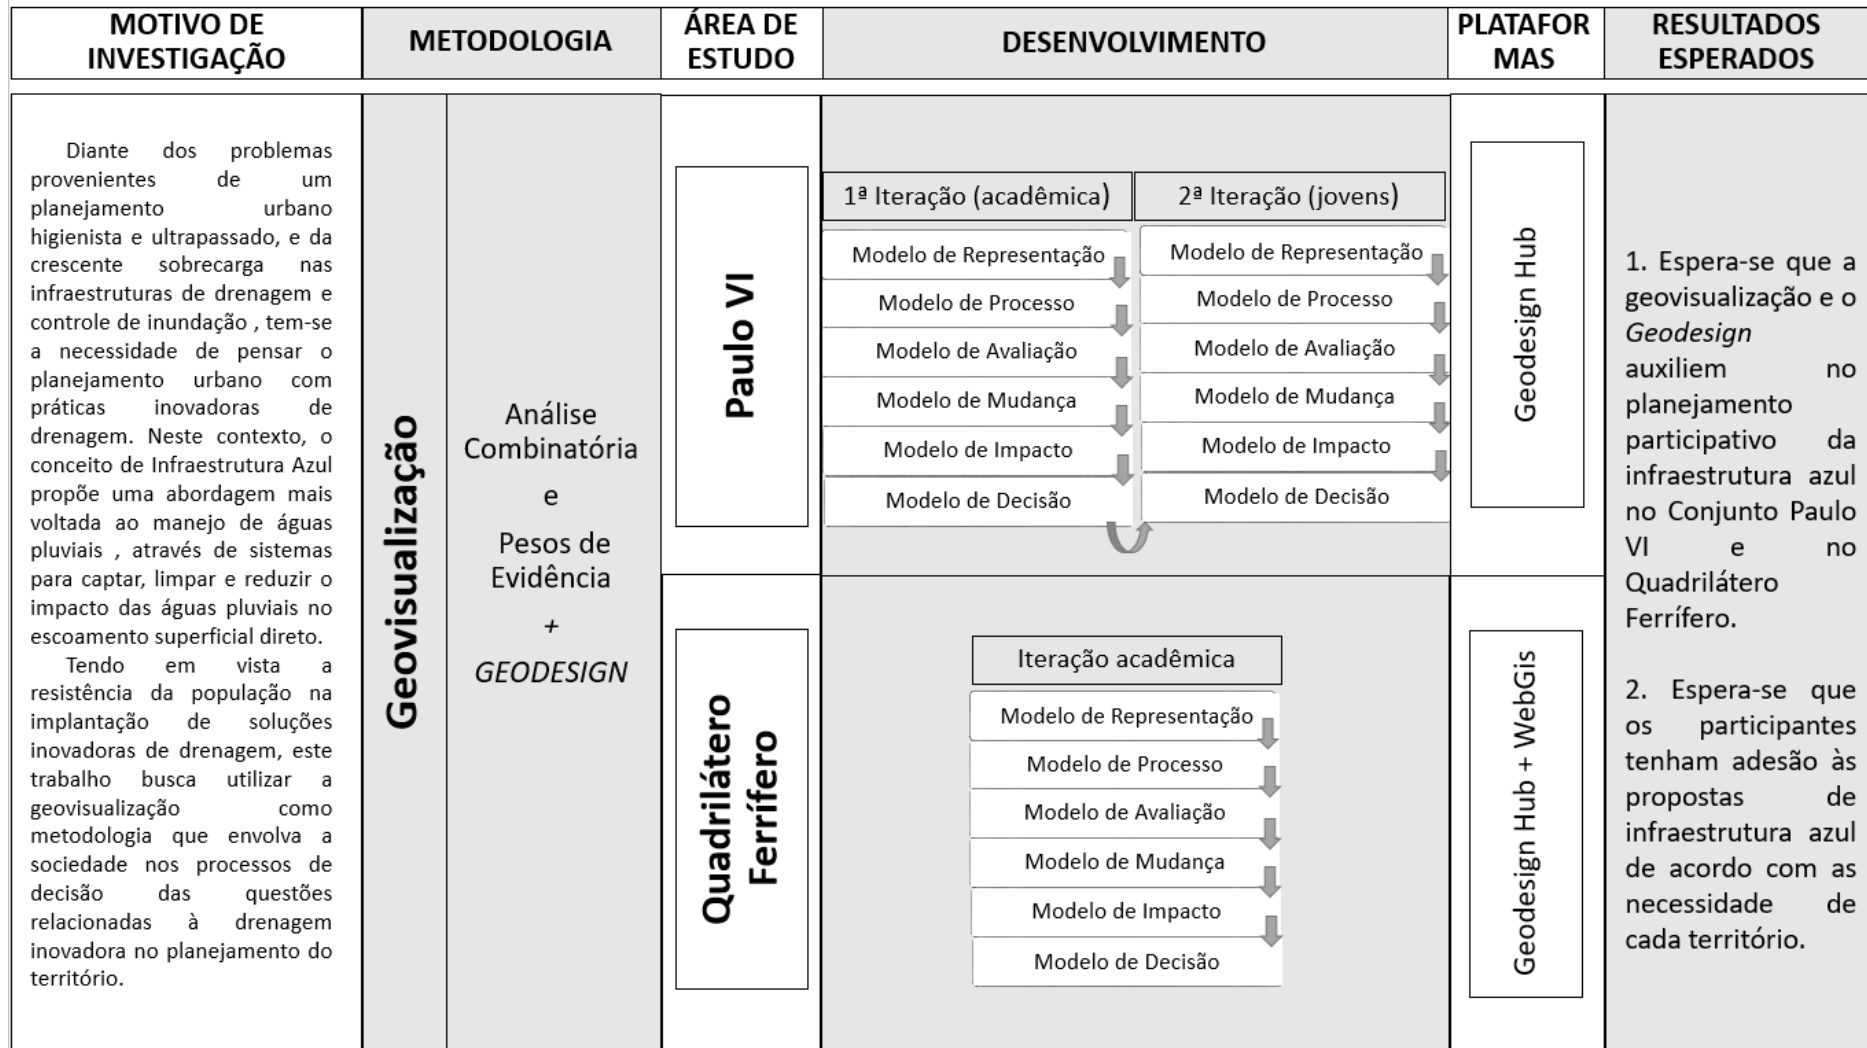 MOTIVO DE
INVESTIGAÇÃO
METODOLOGIA
ÁREA DE
ESTUDO
DESENVOLVIMENTO
PLATAFOR
MAS
RESULTADOS
ESPERADOS
Diante dos problemas
provenientes de um
planejamento urbano
higienista e ultrapassado, e da
crescente sobrecarga nas
infraestruturas de drenagem e
controle de inundação , tem-se
a necessidade de pensar o
planejamento urbano com
práticas inovadoras de
drenagem. Neste contexto, o
conceito de Infraestrutura Azul
propõe uma abordagem mais
voltada ao manejo de águas
pluviais , através de sistemas
para captar, limpar e reduzir o
impacto das águas pluviais no
escoamento superficial direto.
Tendo em vista a
resistência da população na
implantação de soluções
inovadoras de drenagem, este
trabalho busca utilizar a
geovisualização como
metodologia que envolva a
sociedade nos processos de
decisão das questões
relacionadas à drenagem
inovadora no planejamento do
território.
Geovisualização
Análise
Combinatória
e
Pesos de
Evidência
+
GEODESIGN
Paulo VI
1ª Iteração (acadêmica)
Modelo de Representação
Modelo de Processo
Modelo de Avaliação
Modelo de Mudança
Modelo de Impacto
Modelo de Decisão
2ª Iteração (jovens)
Modelo de Representação
Modelo de Processo
Modelo de Avaliação
Modelo de Mudança
Modelo de Impacto
Modelo de Decisão
Geodesign Hub
Quadrilátero
Ferrífero
Iteração acadêmica
Modelo de Representação
Modelo de Processo
Modelo de Avaliação
Modelo de Mudança
Modelo de Impacto
Modelo de Decisão
Geodesign Hub + WebGis
1. Espera-se que a
geovisualização e o
Geodesign
auxiliem no
planejamento
participativo da
infraestrutura azul
no Conjunto Paulo
VI e no
Quadrilátero
Ferrífero.
2. Espera-se que
os participantes
tenham adesão às
propostas de
infraestrutura azul
de acordo com as
necessidade de
cada território.